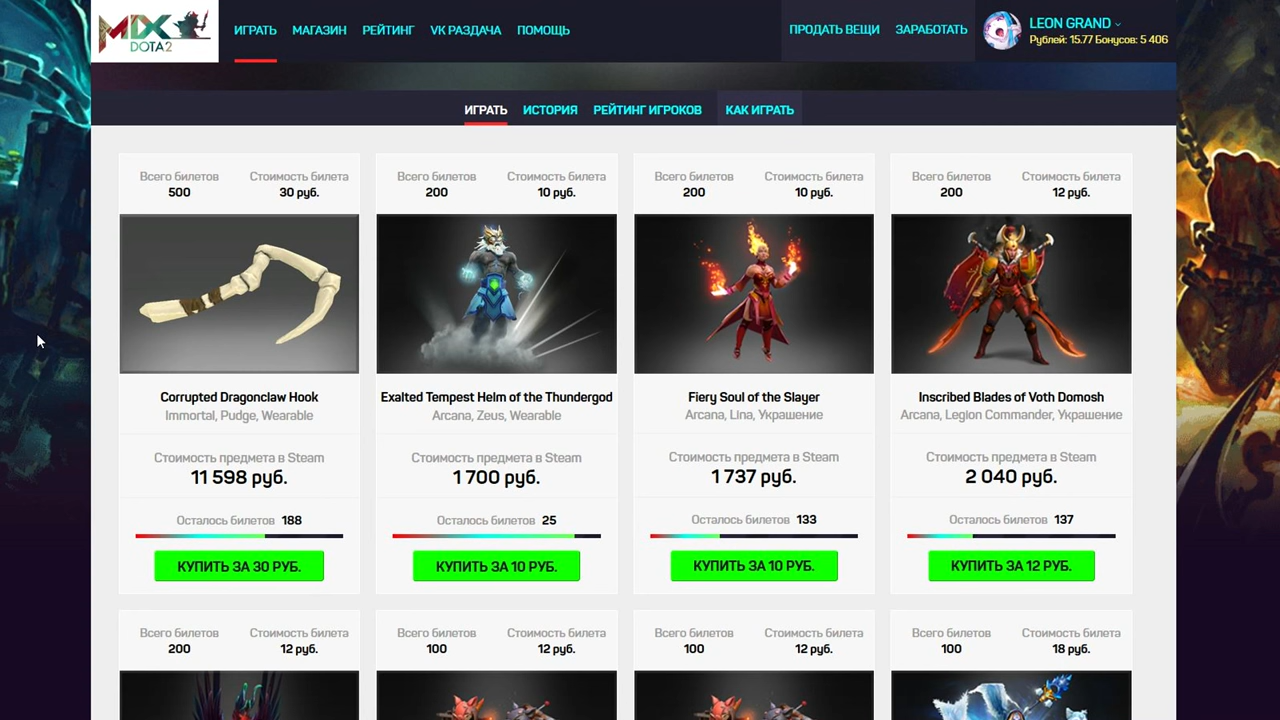 MIX
DOTA2
ИГРАТЬ МАГАЗИН РЕЙТИНГ VK РАЗДАЧА ПОМОЩЬ
ПРОДАТЬ ВЕЩИ ЗАРАБОТАТЬ
LEON GRAND
Рублей: 15.77 Бонусов: 5 406
ИГРАТЬ ИСТОРИЯ РЕЙТИНГ ИГРОКОВ КАК ИГРАТЬ
Всего билетов Стоимость билета
500 30 руб.
Corrupted Dragonclaw Hook
Immortal, Pudge, Wearable
Стоимость предмета в Steam
11 598 руб.
Осталось билетов 188
КУПИТЬ ЗА 30 РУБ.
Всего билетов Стоимость билета
200 10 руб.
Exalted Tempest Helm of the Thundergod
Arcana, Zeus, Wearable
Стоимость предмета в Steam
1 700 руб.
Осталось билетов 25
КУПИТЬ ЗА 10 РУБ.
Всего билетов Стоимость билета
200 10 руб.
Fiery Soul of the Slayer
Arcana, Lina, Украшение
Стоимость предмета в Steam
1 737 руб.
Осталось билетов 133
КУПИТЬ ЗА 10 РУБ.
Всего билетов Стоимость билета
200 12 руб.
Inscribed Blades of Voth Domosh
Arcana, Legion Commander, Украшение
Стоимость предмета в Steam
2 040 руб.
Осталось билетов 137
КУПИТЬ ЗА 12 РУБ.
Всего билетов Стоимость билета
200 12 руб.
Всего билетов Стоимость билета
100 12 руб.
Всего билетов Стоимость билета
100 12 руб.
Всего билетов Стоимость билета
100 18 руб.